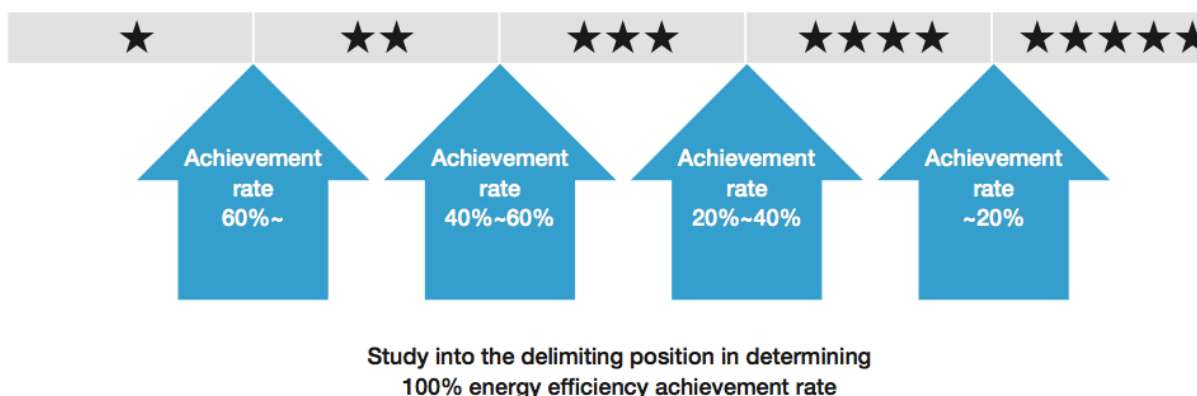 ★
★★
★★★
★★★★
★★★★★
Achievement
rate
60%~
Achievement
rate
40%~60%
Achievement
rate
20%~40%
Achievement
rate
~20%
Study into the delimiting position in determining
100% energy efficiency achievement rate